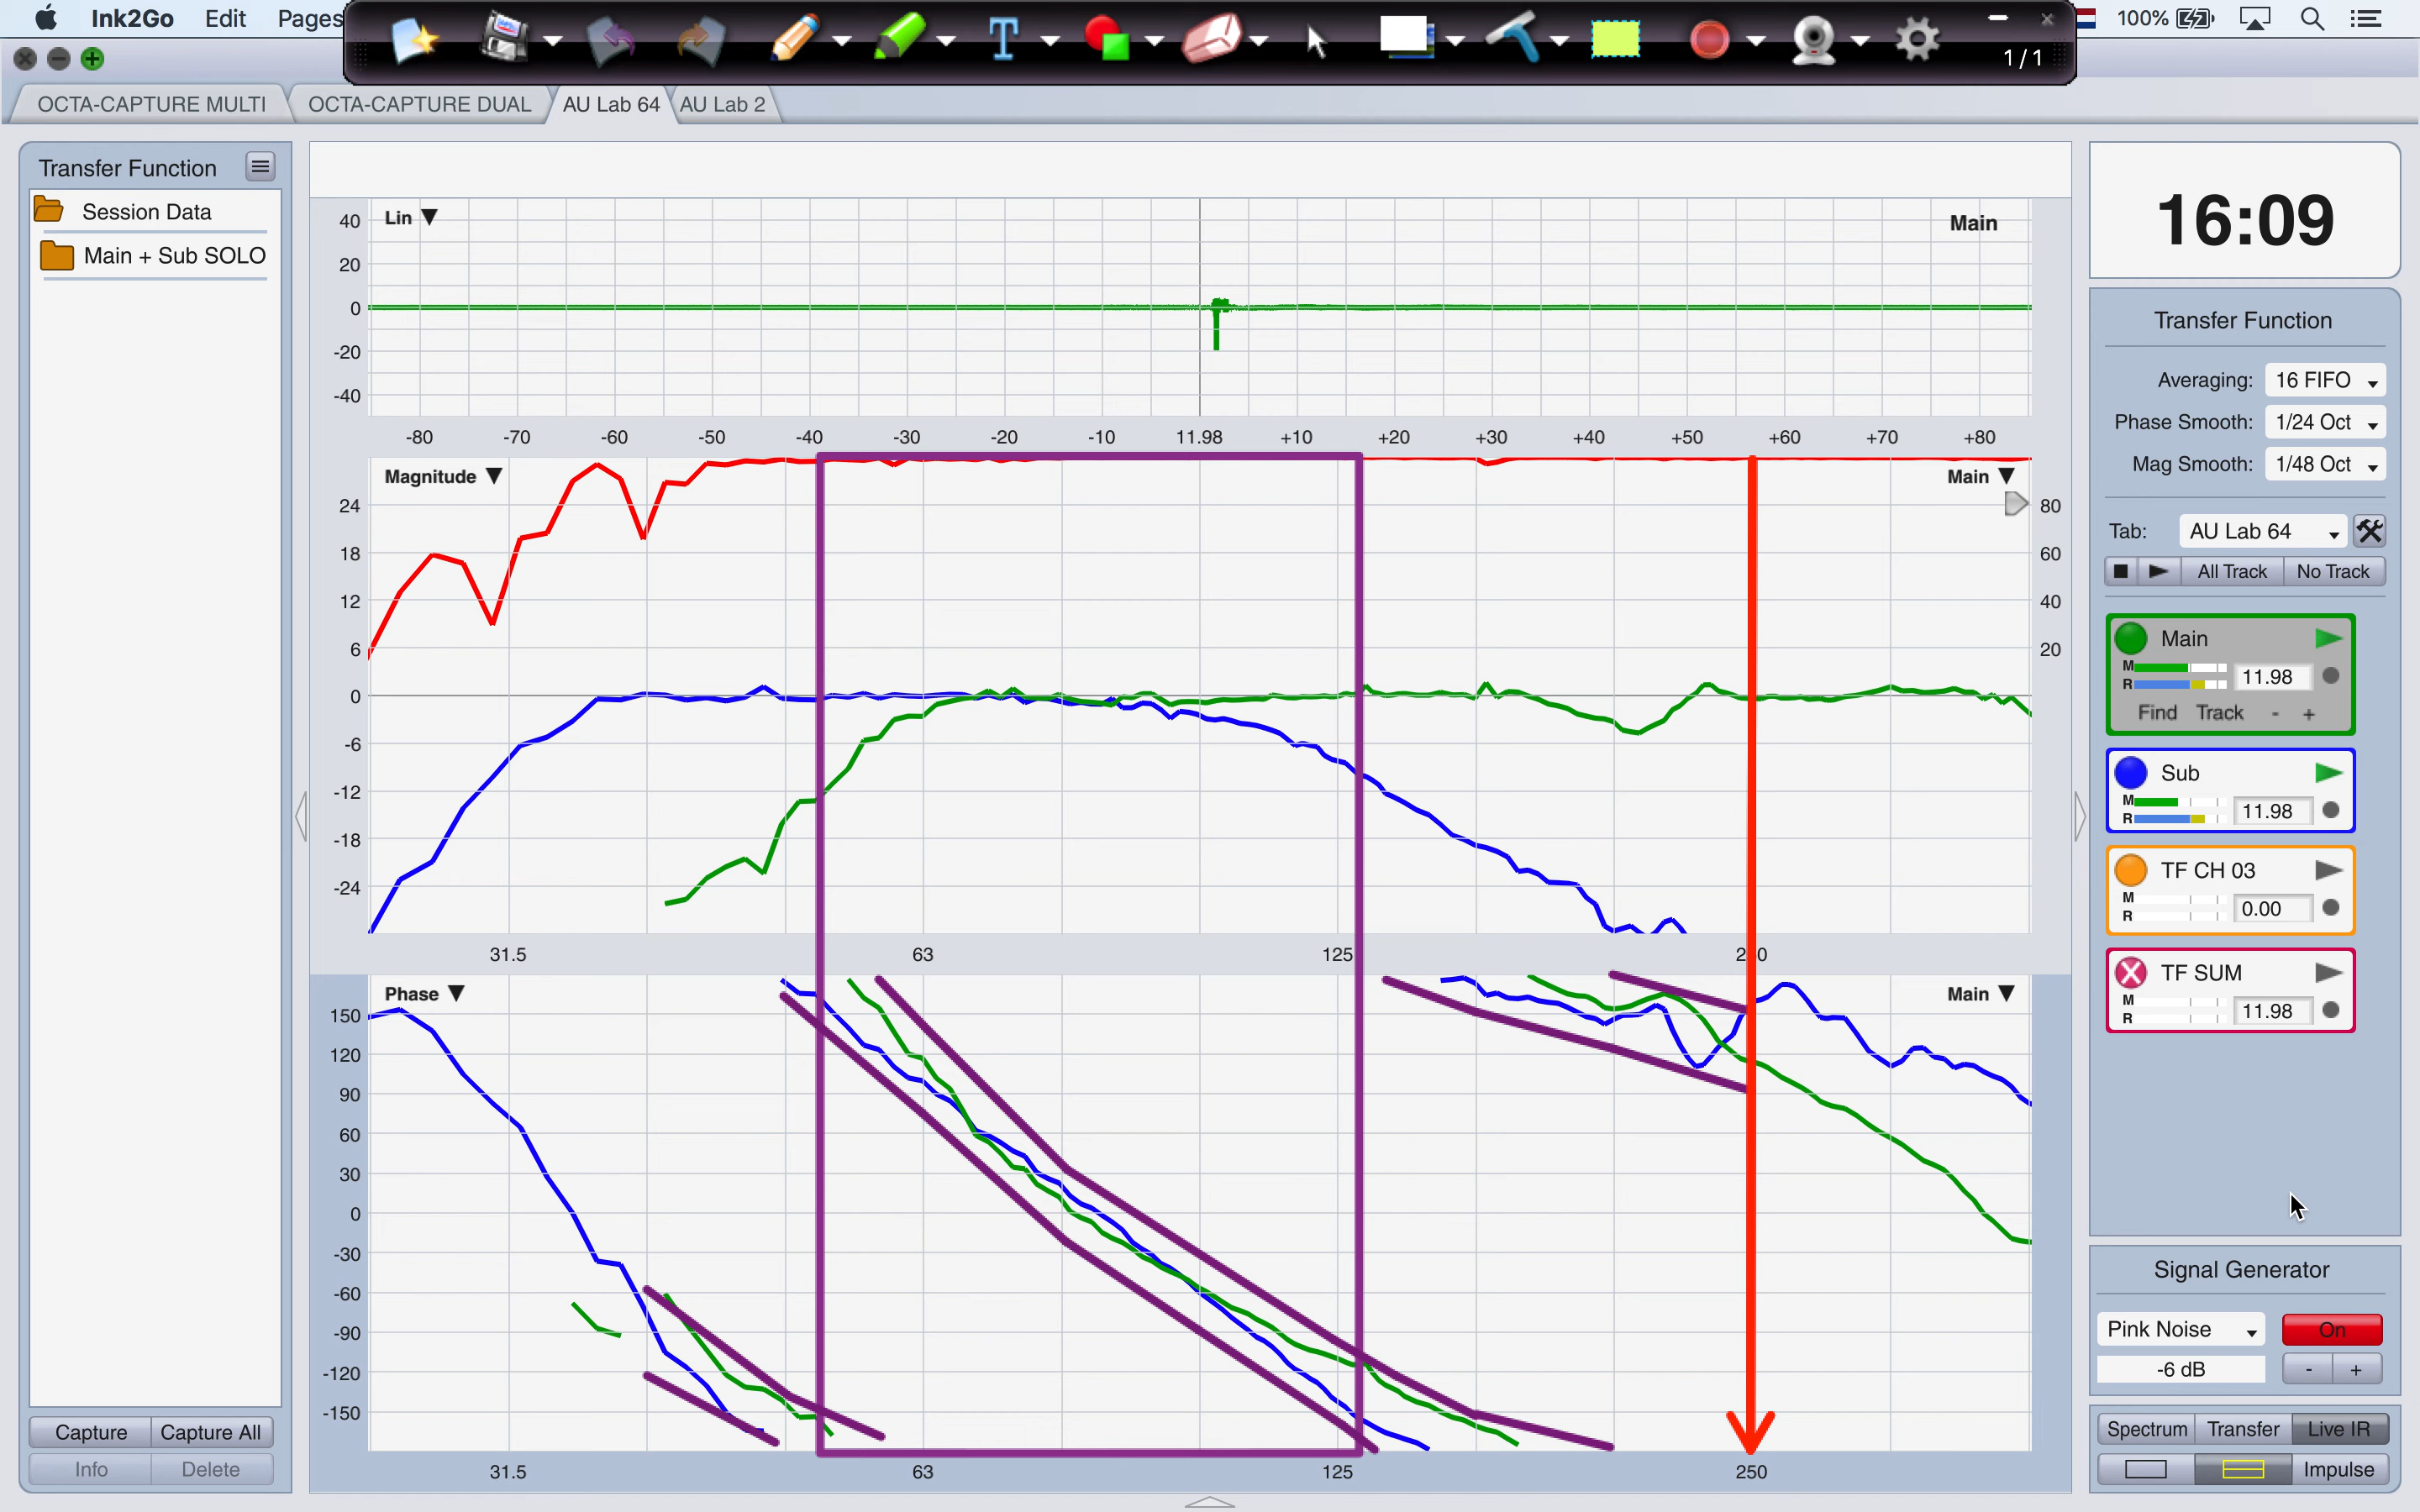 Ink2Go Edit Pages
100%
1 / 1
OCTA-CAPTURE MULTI OCTA-CAPTURE DUAL AU Lab 64 AU Lab 2
Transfer Function
Session Data
Main + Sub SOLO
Capture Capture All
Info Delete
Lin Main
40
20
0
-20
-40
-80 -70 -60 -50 -40 -30 -20 -10 11.98 +10 +20 +30 +40 +50 +60 +70 +80
Magnitude Main
24 80
18 60
12 40
6 20
0
-6
-12
-18
-24
31.5 63 125
Phase Main
150
120
90
60
30
0
-30
-60
-90
-120
-150
31.5 63 125 250
16:09
Transfer Function
Averaging: 16 FIFO
Phase Smooth: 1/24 Oct
Mag Smooth: 1/48 Oct
Tab: AU Lab 64
All Track No Track
Main
M
R 11.98
Find Track - +
Sub
M
R 11.98
TF CH 03
M
R 0.00
TF SUM
M
R 11.98
Signal Generator
Pink Noise On
-6 dB - +
Spectrum Transfer Live IR
Impulse